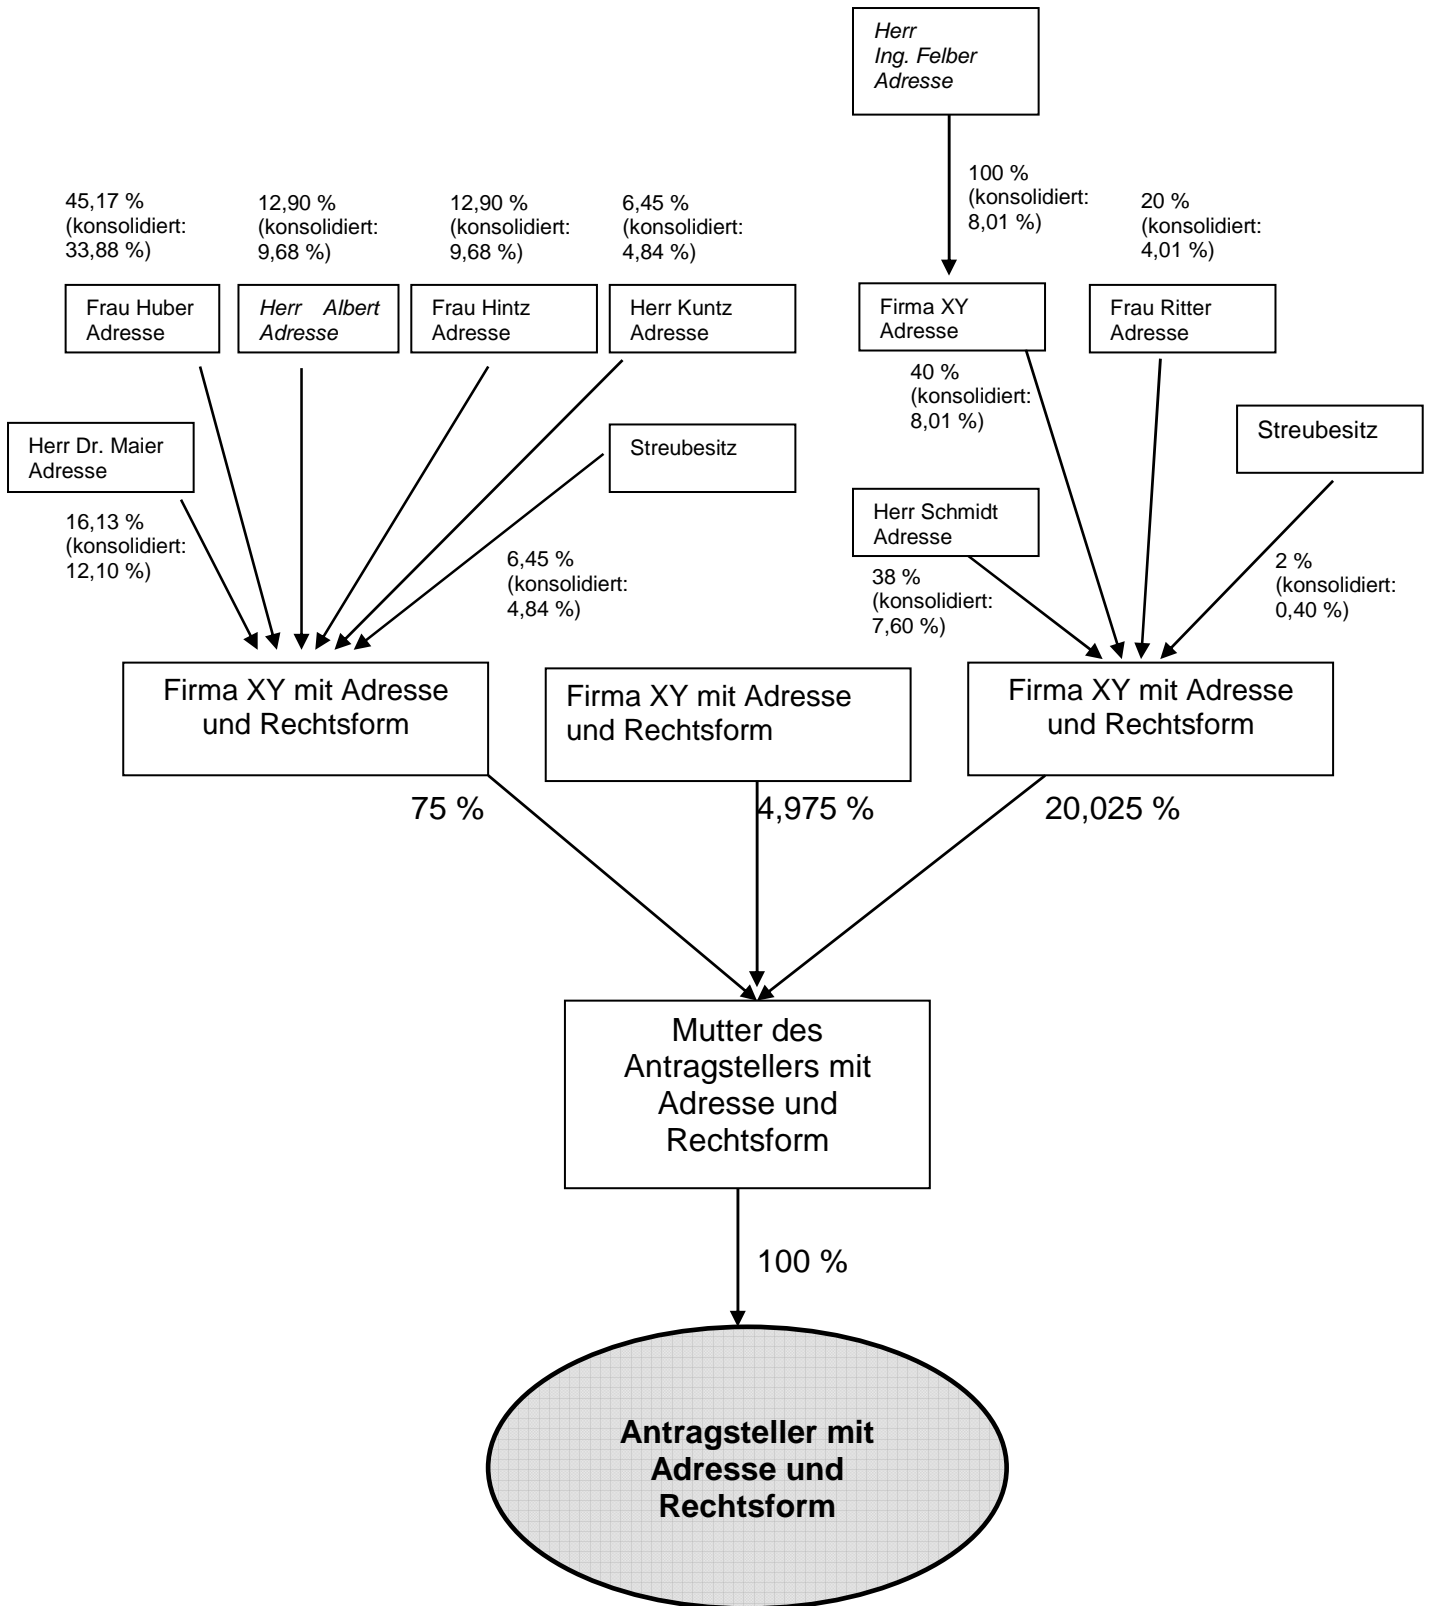 Herr
Ing. Felber
Adresse
100 %
(konsolidiert:
8,01 %)
45,17 %
(konsolidiert:
33,88 %)
12,90 %
(konsolidiert:
9,68 %)
12,90 %
(konsolidiert:
9,68 %)
6,45 %
(konsolidiert:
4,84 %)
20 %
(konsolidiert:
4,01 %)
Frau Huber
Adresse
Herr Albert
Adresse
Frau Hintz
Adresse
Herr Kuntz
Adresse
Firma XY
Adresse
Frau Ritter
Adresse
40 %
(konsolidiert:
8,01 %)
Herr Dr. Maier
Adresse
Streubesitz
Streubesitz
16,13 %
(konsolidiert:
12,10 %)
6,45 %
(konsolidiert:
4,84 %)
Herr Schmidt
Adresse
38 %
(konsolidiert:
7,60 %)
2 %
(konsolidiert:
0,40 %)
Firma XY mit Adresse
und Rechtsform
Firma XY mit Adresse
und Rechtsform
Firma XY mit Adresse
und Rechtsform
75 %
4,975 %
20,025 %
Mutter des
Antragstellers mit
Adresse und
Rechtsform
100 %
Antragsteller mit
Adresse und
Rechtsform